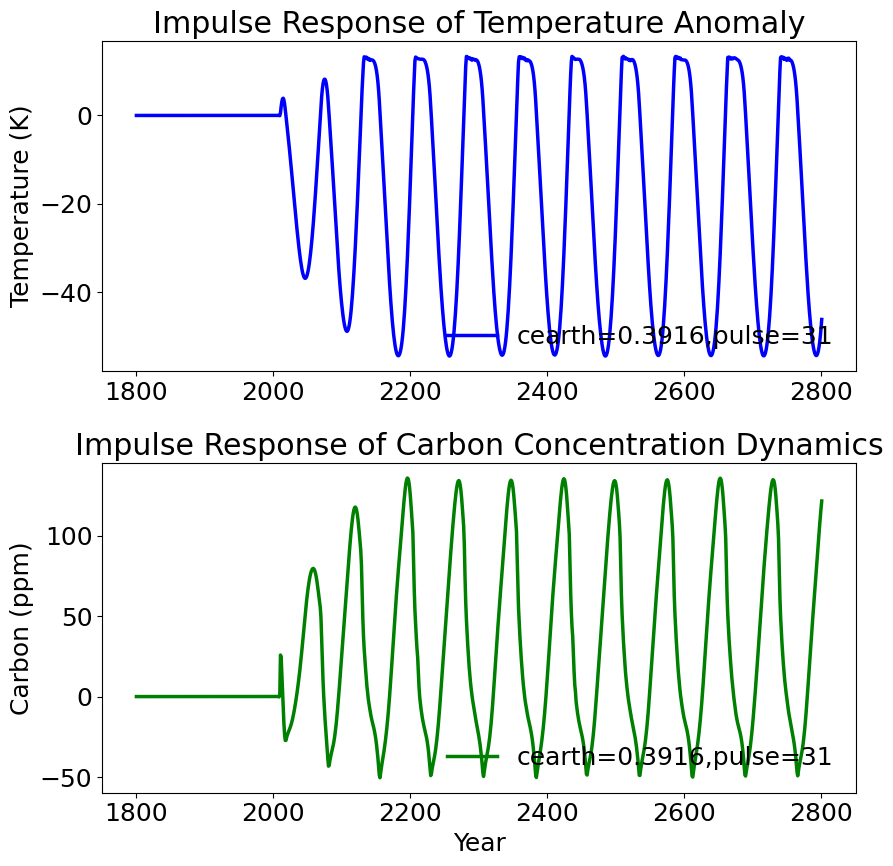 Impulse Response of Temperature Anomaly
Temperature (K)
0
−20
−40
cearth=0.3916,pulse=31
1800 2000 2200 2400 2600 2800
Impulse Response of Carbon Concentration Dynamics
Carbon (ppm)
100
50
0
−50
cearth=0.3916,pulse=31
1800 2000 2200 2400 2600 2800
Year